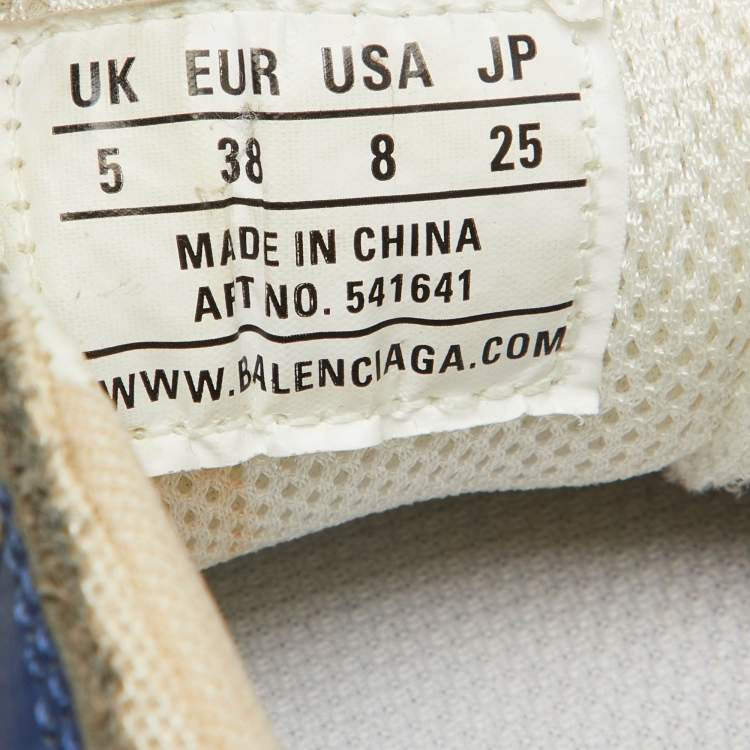 UK EUR USA JP
5 38 8 25
MADE IN CHINA
ART NO. 541641
WWW.BALENCIAGA.COM